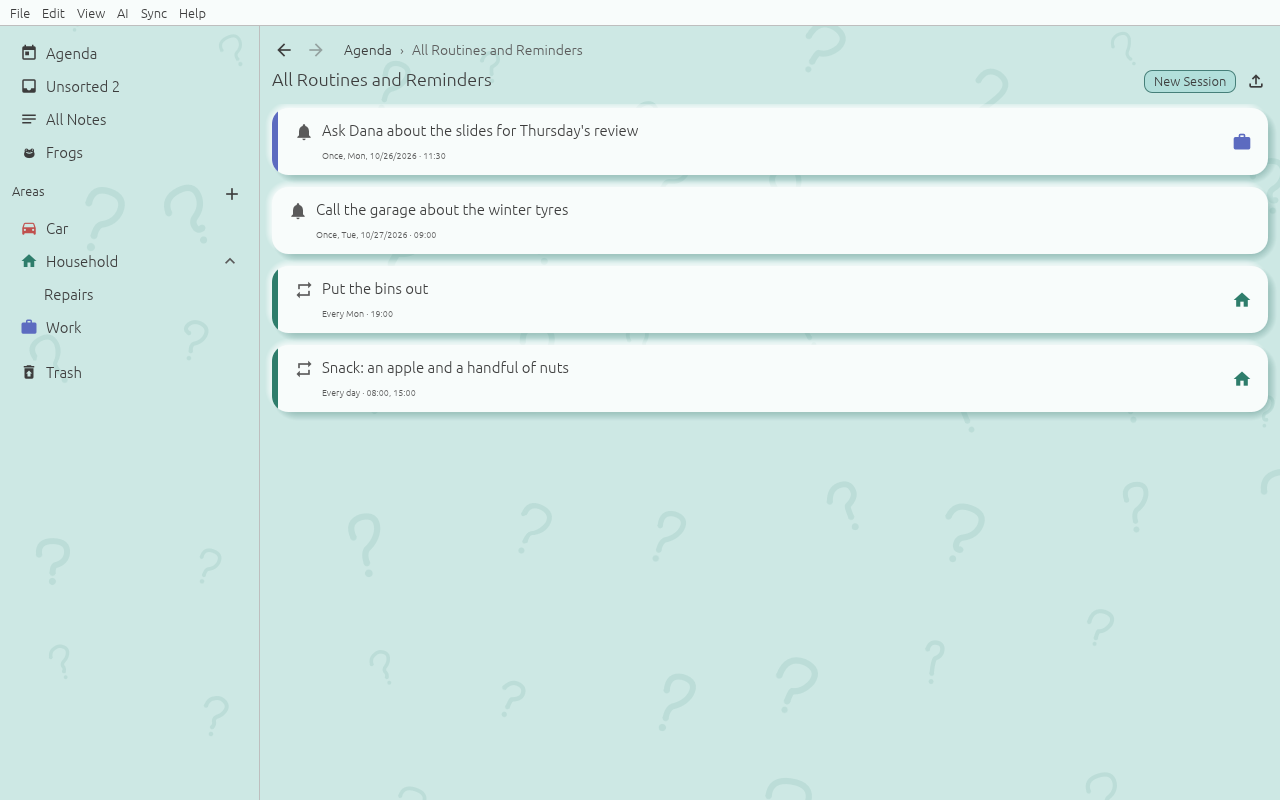 File Edit View AI Sync Help
Agenda
Unsorted 2
All Notes
Frogs
Areas
Car
Household
Repairs
Work
Trash
Agenda › All Routines and Reminders
All Routines and Reminders
New Session
Ask Dana about the slides for Thursday's review
Once, Mon, 10/26/2026 · 11:30
Call the garage about the winter tyres
Once, Tue, 10/27/2026 · 09:00
Put the bins out
Every Mon · 19:00
Snack: an apple and a handful of nuts
Every day · 08:00, 15:00